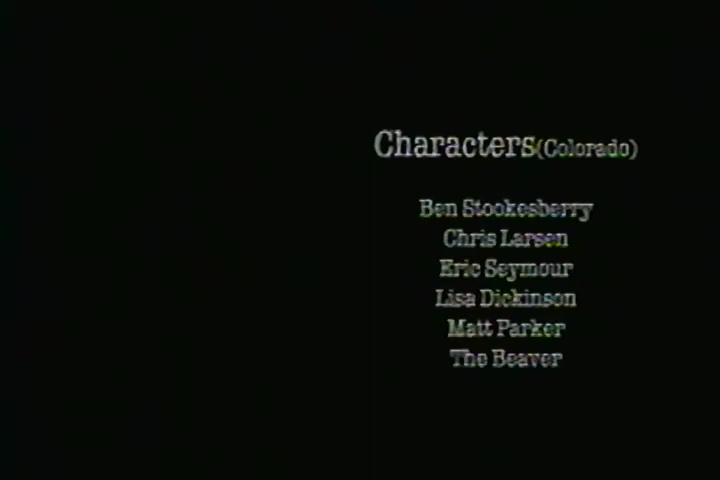 Characters(Colorado)
Ben Stookesberry
Chris Larsen
Eric Seymour
Lisa Dickinson
Matt Parker
The Beaver